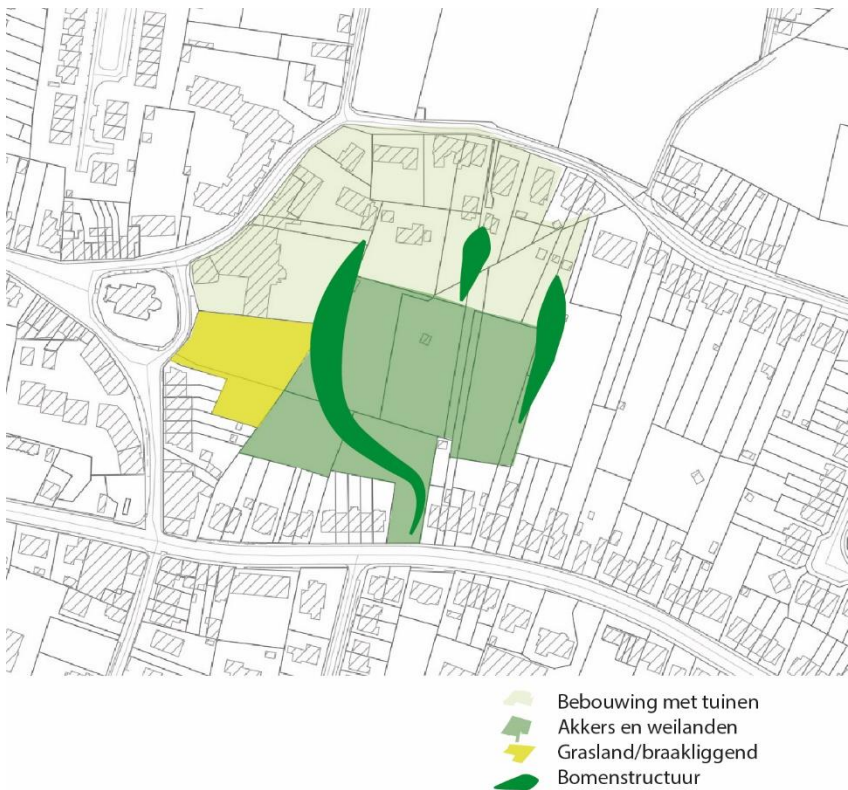 Bebouwing met tuinen
Akkers en weilanden
Grasland/braakliggend
Bomenstructuur